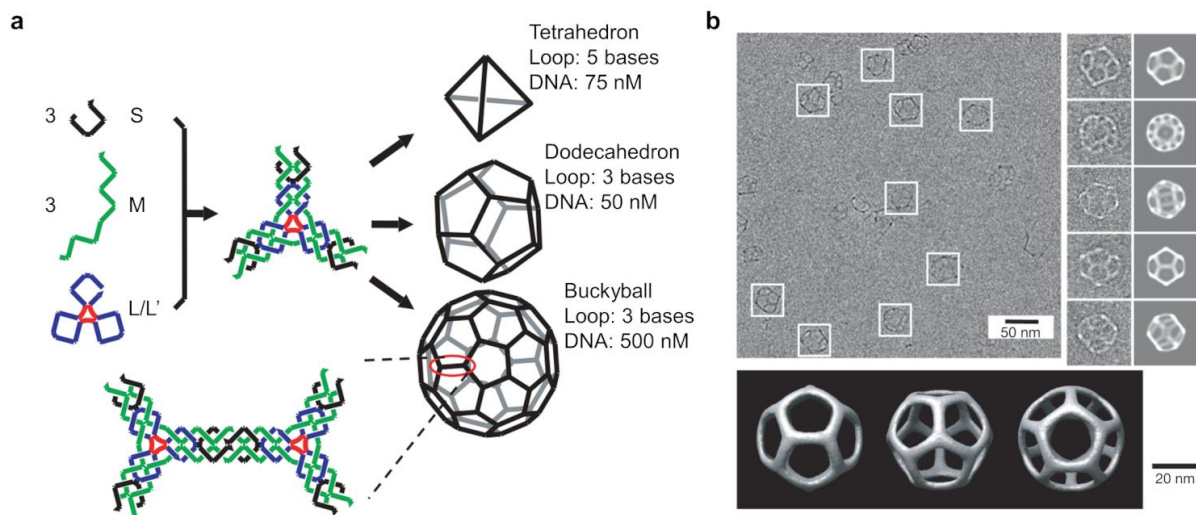 a
Tetrahedron
Loop: 5 bases
DNA: 75 nM
3
S
3
M
L/L'
Dodecahedron
Loop: 3 bases
DNA: 50 nM
Buckyball
Loop: 3 bases
DNA: 500 nM
b
50 nm
20 nm